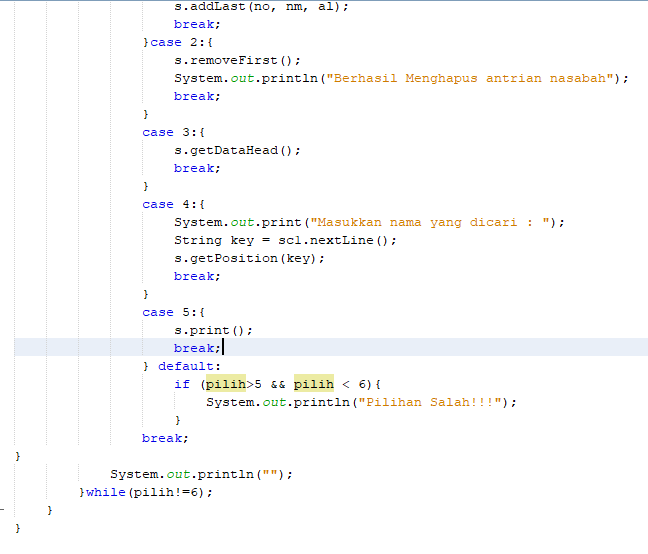 s.addLast(no, nm, al);
break;
}case 2:{
s.removeFirst();
System.out.println("Berhasil Menghapus antrian nasabah");
break;
}
case 3:{
s.getDataHead();
break;
}
case 4:{
System.out.print("Masukkan nama yang dicari : ");
String key = sc1.nextLine();
s.getPosition(key);
break;
}
case 5:{
s.print();
break;
} default:
if (pilih>5 && pilih < 6){
System.out.println("Pilihan Salah!!!");
}
break;
}
System.out.println("");
}while(pilih!=6);
}
}